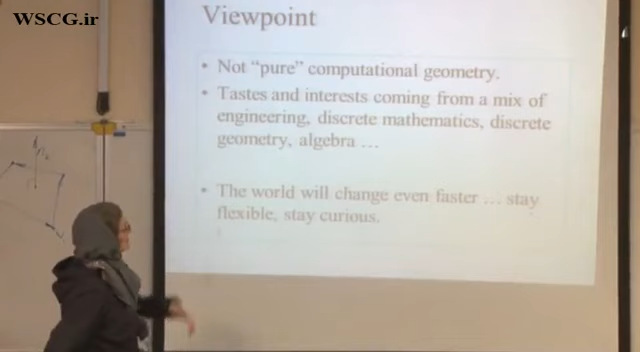 WSCG.ir
Viewpoint
• Not “pure” computational geometry.
• Tastes and interests coming from a mix of
engineering, discrete mathematics, discrete
geometry, algebra …
• The world will change even faster … stay
flexible, stay curious.